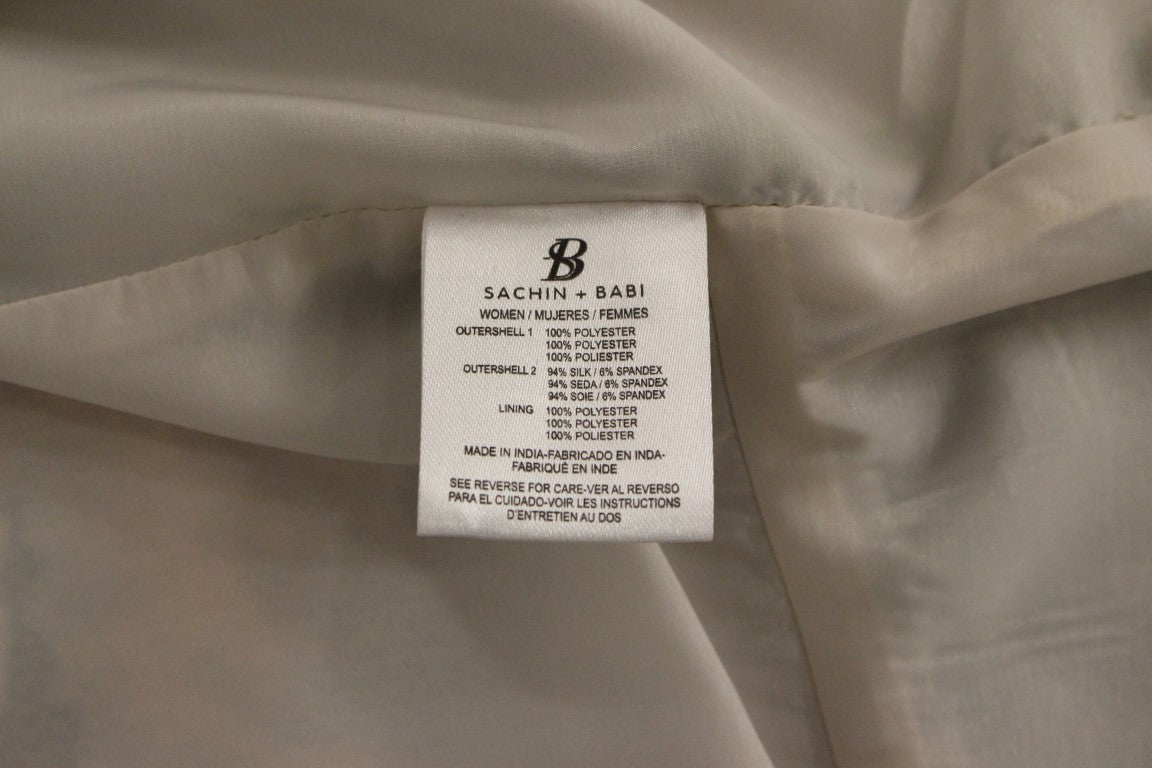 SB
SACHIN + BABI
WOMEN / MUJERES / FEMMES
OUTERSHELL 1 100% POLYESTER
100% POLYESTER
100% POLIESTER
OUTERSHELL 2 94% SILK / 6% SPANDEX
94% SEDA / 6% SPANDEX
94% SOIE / 6% SPANDEX
LINING 100% POLYESTER
100% POLYESTER
100% POLIESTER
MADE IN INDIA-FABRICADO EN INDA-
FABRIQUÉ EN INDE
SEE REVERSE FOR CARE-VER AL REVERSO
PARA EL CUIDADO-VOIR LES INSTRUCTIONS
D'ENTRETIEN AU DOS